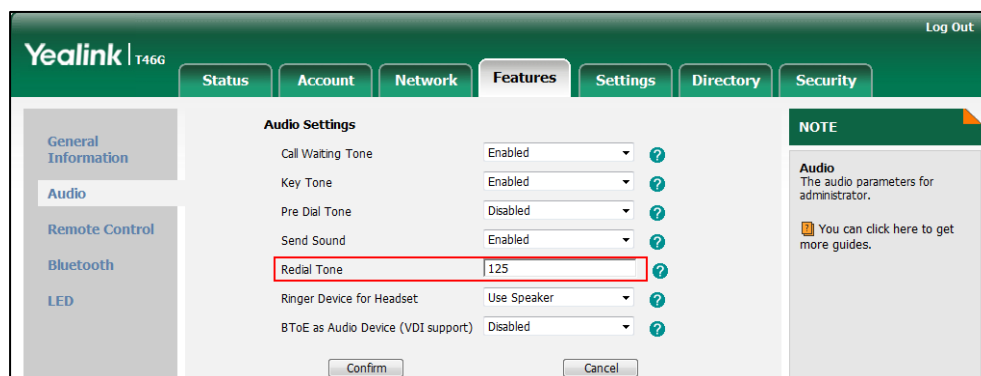 Log Out
Yealink | T46G
Status Account Network Features Settings Directory Security
General
Information
Audio
Remote Control
Bluetooth
LED
Audio Settings
Call Waiting Tone Enabled ?
Key Tone Enabled ?
Pre Dial Tone Disabled ?
Send Sound Enabled ?
Redial Tone 125 ?
Ringer Device for Headset Use Speaker ?
BToE as Audio Device (VDI support) Disabled ?
Confirm Cancel
NOTE
Audio
The audio parameters for
administrator.
? You can click here to get
more guides.